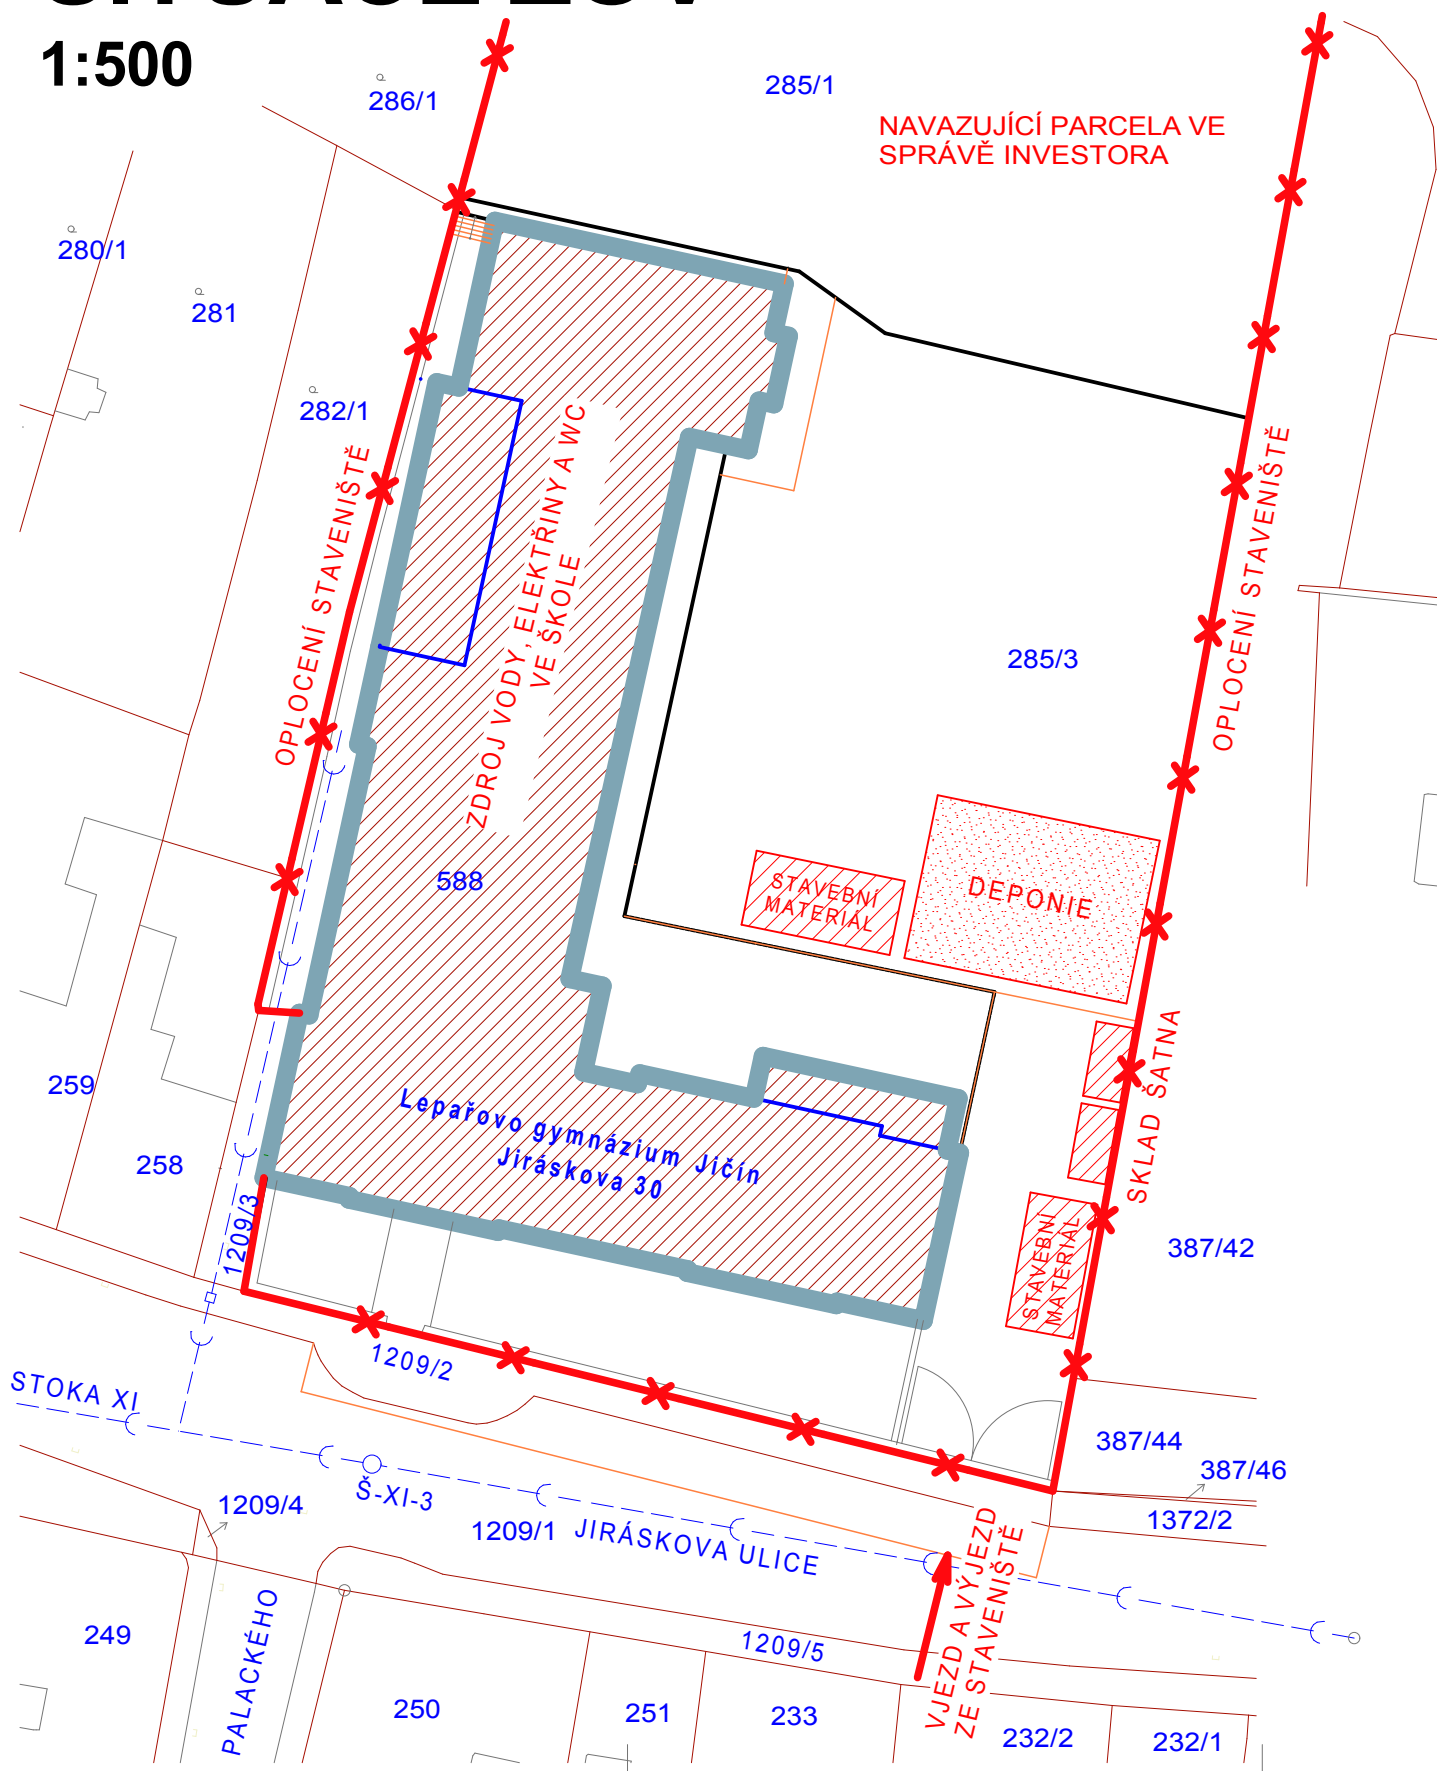 1:500
286/1
285/1
NAVAZUJÍCÍ PARCELA VE
SPRÁVĚ INVESTORA
280/1
281
282/1
OPLOCENÍ STAVENIŠTĚ
ZDROJ VODY, ELEKTŘINY A WC
VE ŠKOLE
OPLOCENÍ STAVENIŠTĚ
285/3
588
STAVEBNÍ
MATERIÁL
DEPONIE
SKLAD ŠATNA
259
258
Lepařovo gymnázium Jičín
Jiráskova 30
1209/3
STAVEBNÍ
MATERIÁL
387/42
1209/2
STOKA XI
Š-XI-3
387/44
387/46
1209/4
1209/1
JIRÁSKOVA ULICE
1372/2
VJEZD A VÝJEZD
ZE STAVENIŠTĚ
249
PALACKÉHO
1209/5
250
251
233
232/2
232/1